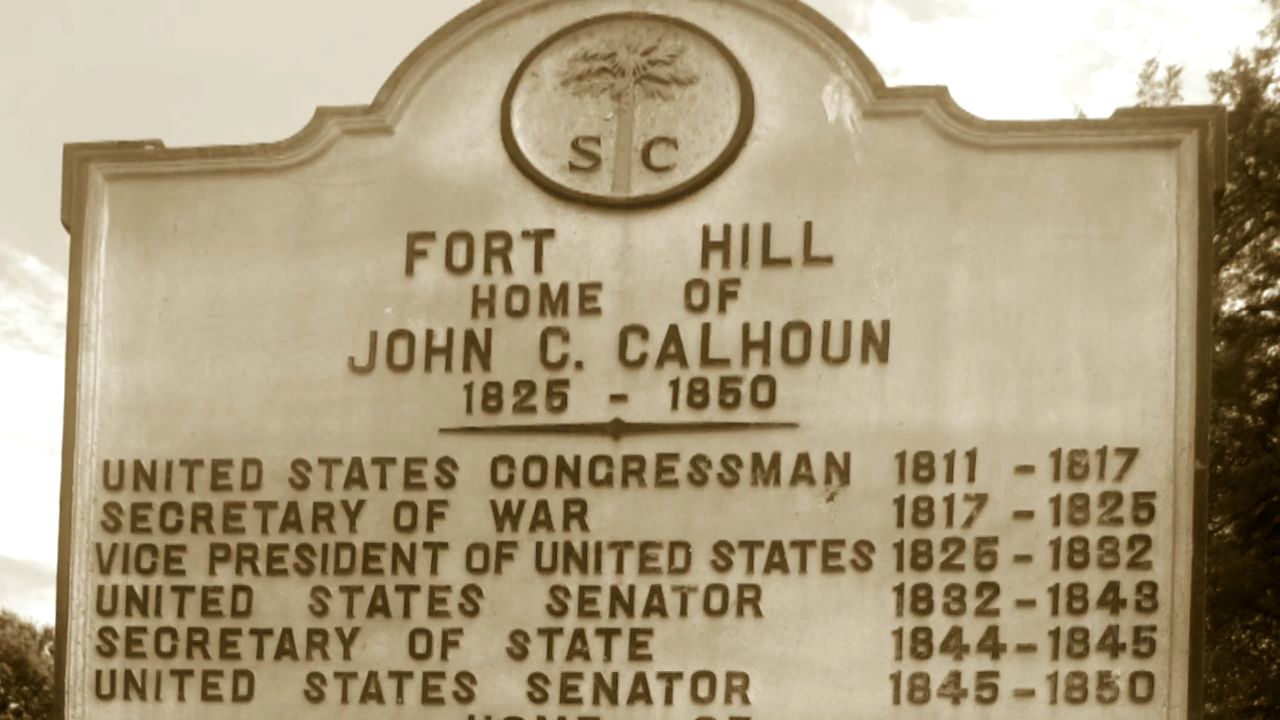 S C
FORT HILL
HOME OF
JOHN C. CALHOUN
1825 - 1850
UNITED STATES CONGRESSMAN 1811 - 1817
SECRETARY OF WAR 1817 - 1825
VICE PRESIDENT OF UNITED STATES 1825 - 1832
UNITED STATES SENATOR 1832 - 1843
SECRETARY OF STATE 1844 - 1845
UNITED STATES SENATOR 1845 - 1850
HOME OF